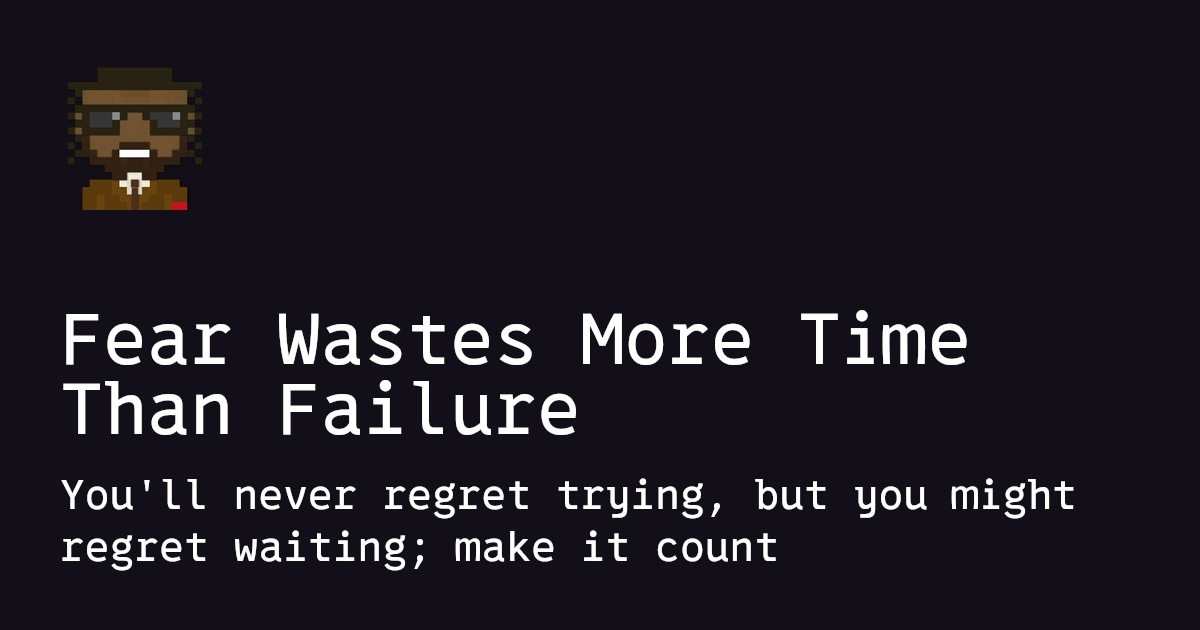 Fear Wastes More Time
Than Failure
You'll never regret trying, but you might
regret waiting; make it count